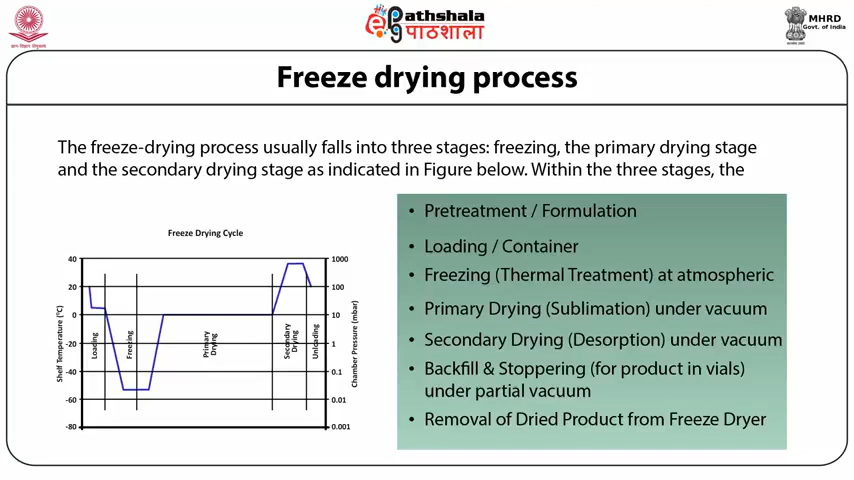 ePathshala
पाठशाला
MHRD
Govt. of India
Freeze drying process
The freeze-drying process usually falls into three stages: freezing, the primary drying stage
and the secondary drying stage as indicated in Figure below. Within the three stages, the
Freeze Drying Cycle
40
20
0
-20
-40
-60
-80
Shelf Temperature (°C)
Loading
Freezing
Primary
Drying
Secondary
Drying
Unloading
1000
100
10
1
0.1
0.01
0.001
Chamber Pressure (mbar)
• Pretreatment / Formulation
• Loading / Container
• Freezing (Thermal Treatment) at atmospheric
• Primary Drying (Sublimation) under vacuum
• Secondary Drying (Desorption) under vacuum
• Backfill & Stoppering (for product in vials)
under partial vacuum
• Removal of Dried Product from Freeze Dryer